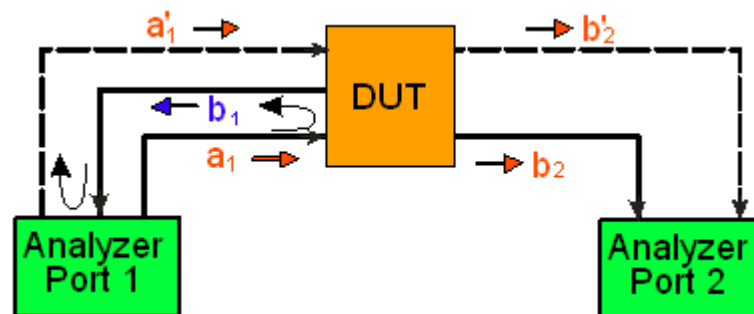 a'₁
b'₂
DUT
b₁
a₁
b₂
Analyzer
Port 1
Analyzer
Port 2